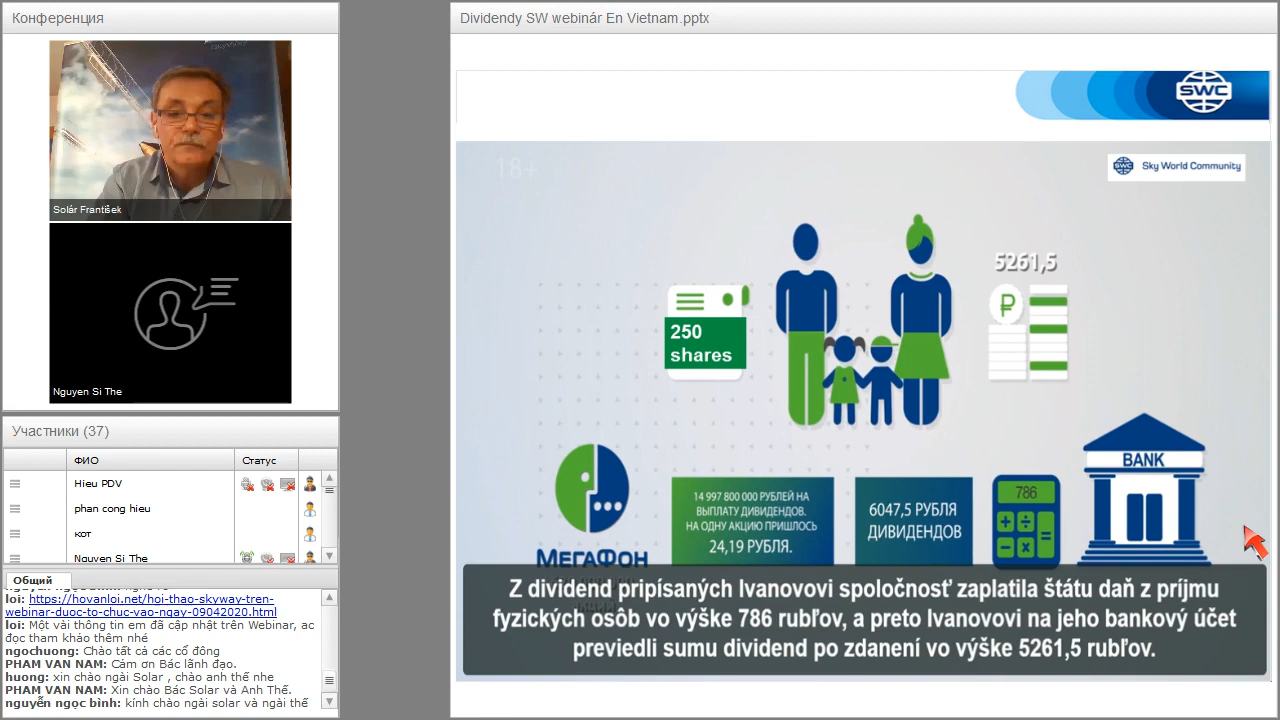 Конференция
Solár František
Nguyen Si The
Участники (37)
ФИО
Статус
Hieu PDV
phan cong hieu
кот
Nguyen Si The
Общий
loi: https://hovanloi.net/hoi-thao-skyway-tren-
webinar-duoc-to-chuc-vao-ngay-09042020.html
loi: Một vài thông tin em đã cập nhật trên Webinar, ac
đọc tham khảo thêm nhé
ngochuong: Chào tất cả các cổ đông
PHAM VAN NAM: Cảm ơn Bác lãnh đạo.
huong: xin chào ngài Solar , chào anh thế nhe
PHAM VAN NAM: Xin chào Bác Solar và Anh Thế.
nguyễn ngọc bình: kính chào ngài solar và ngài thế
Dividendy SW webinár En Vietnam.pptx
SWC
18+
SWC Sky World Community
5261,5
₽
250
shares
МЕГАФОН
14 997 800 000 РУБЛЕЙ НА
ВЫПЛАТУ ДИВИДЕНДОВ.
НА ОДНУ АКЦИЮ ПРИШЛОСЬ
24,19 РУБЛЯ.
6047,5 РУБЛЯ
ДИВИДЕНДОВ
786
BANK
Z dividend pripísaných Ivanovovi spoločnosť zaplatila štátu daň z príjmu
fyzických osôb vo výške 786 rubľov, a preto Ivanovovi na jeho bankový účet
previedli sumu dividend po zdanení vo výške 5261,5 rubľov.